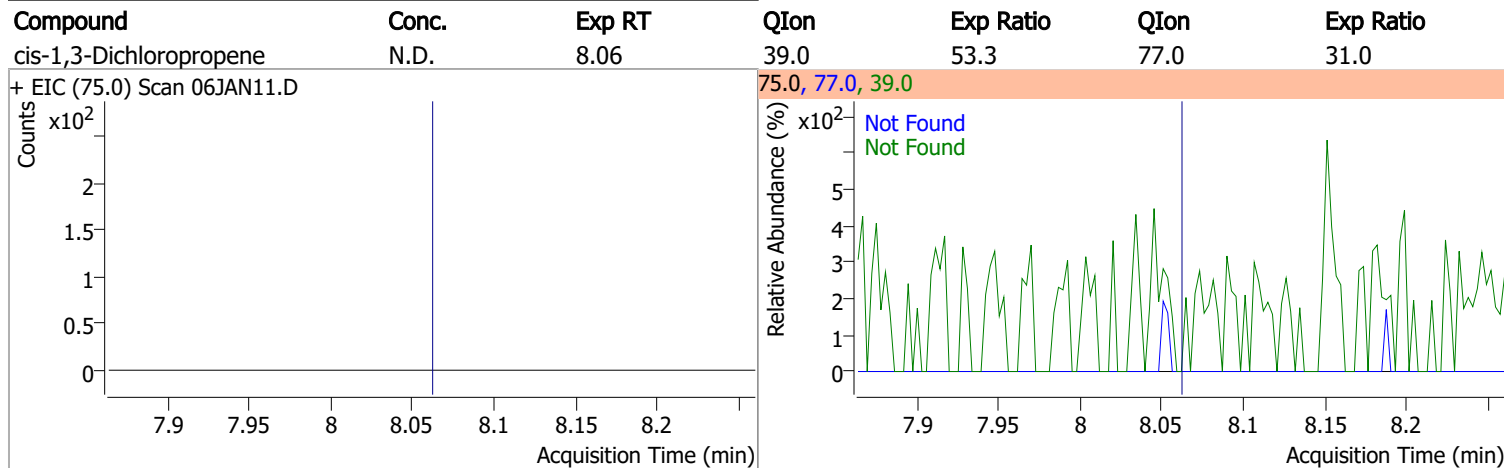 Compound Conc. Exp RT QIon Exp Ratio QIon Exp Ratio
cis-1,3-Dichloropropene N.D. 8.06 39.0 53.3 77.0 31.0
+ EIC (75.0) Scan 06JAN11.D
Counts
x10²
2
1.5
1
0.5
0
7.9 7.95 8 8.05 8.1 8.15 8.2
Acquisition Time (min)
75.0, 77.0, 39.0
Relative Abundance (%)
x10²
Not Found
Not Found
5
4
3
2
1
0
7.9 7.95 8 8.05 8.1 8.15 8.2
Acquisition Time (min)